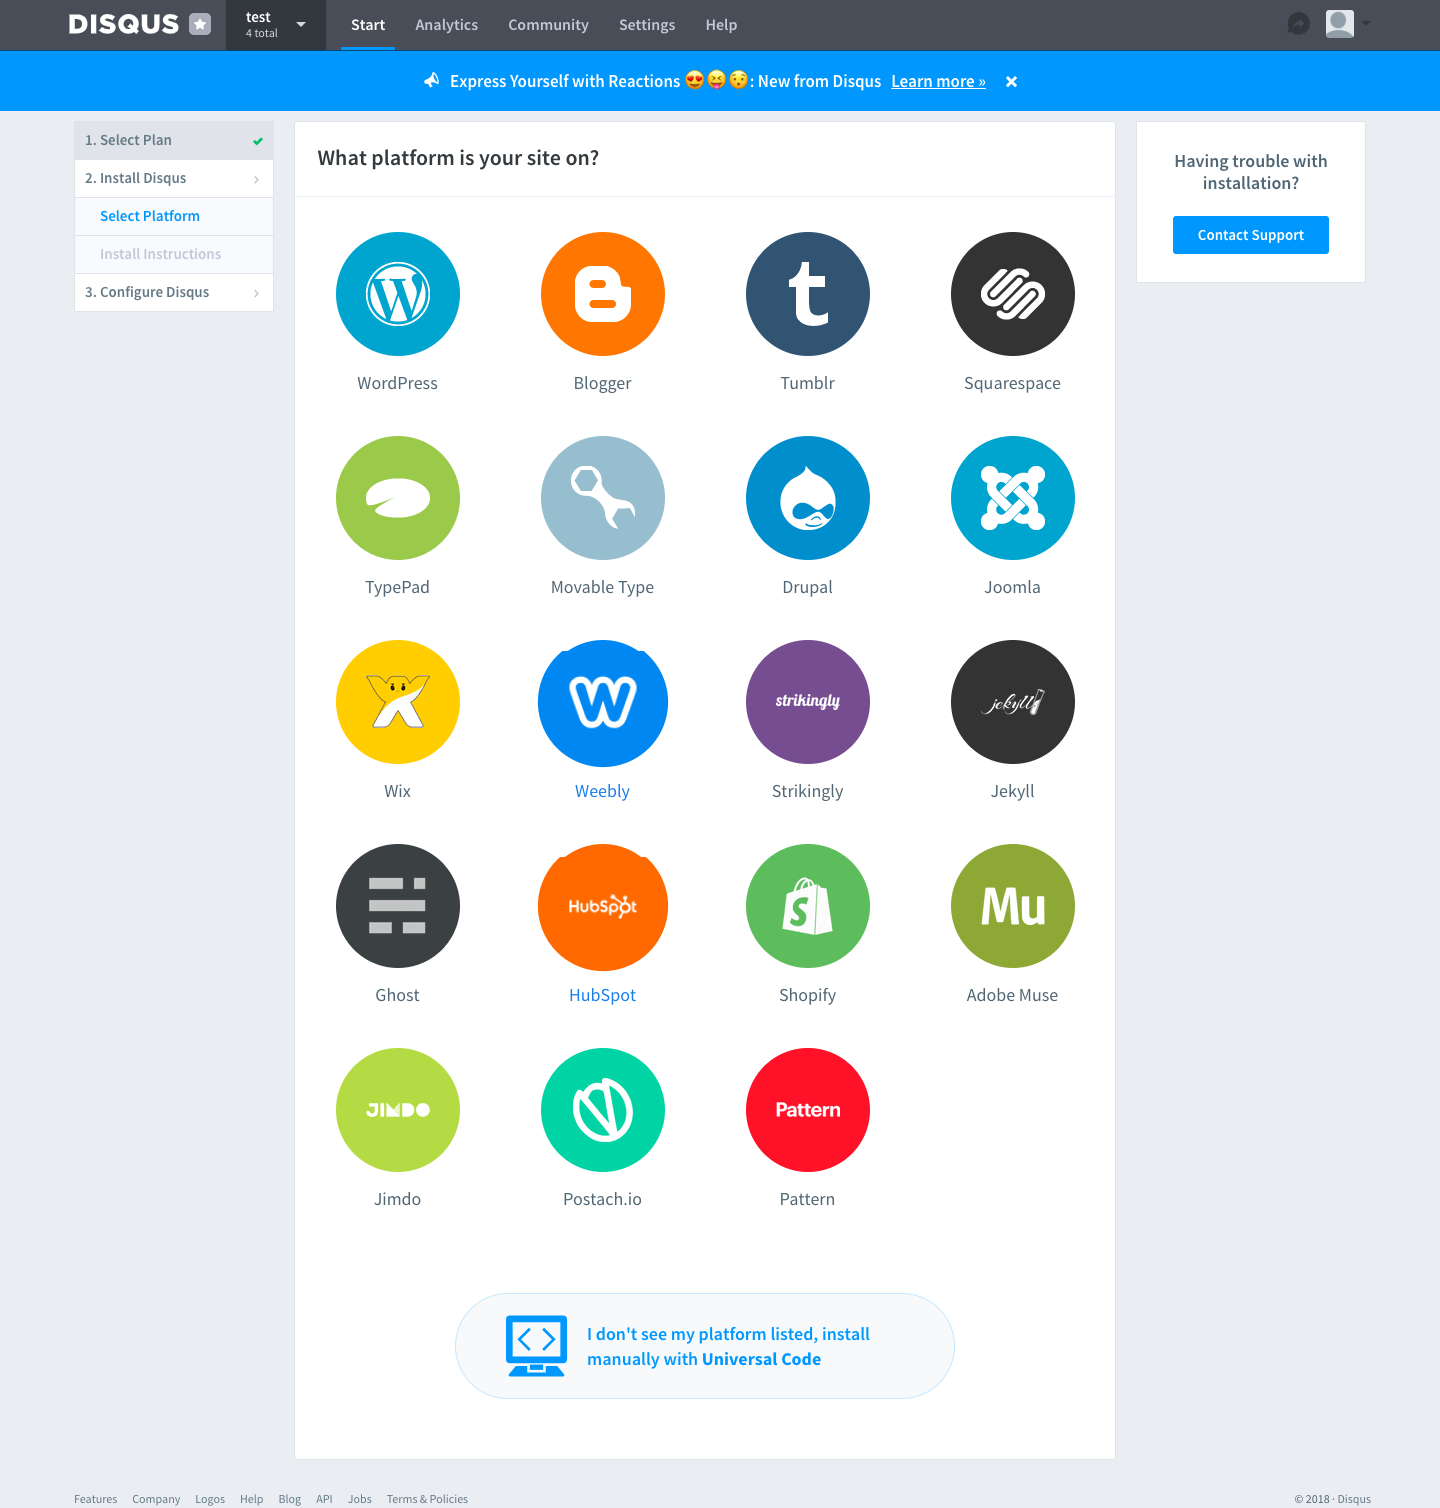 DISQUS
test
4 total
Start
Analytics
Community
Settings
Help
Express Yourself with Reactions 😍😝😯: New from Disqus Learn more »
1. Select Plan
2. Install Disqus
Select Platform
Install Instructions
3. Configure Disqus
What platform is your site on?
WordPress
Blogger
Tumblr
Squarespace
TypePad
Movable Type
Drupal
Joomla
strikingly
jekyll
Wix
Weebly
Strikingly
Jekyll
HubSpot
S
Mu
Ghost
HubSpot
Shopify
Adobe Muse
JIMDO
Pattern
Jimdo
Postach.io
Pattern
I don't see my platform listed, install
manually with Universal Code
Having trouble with
installation?
Contact Support
Features
Company
Logos
Help
Blog
API
Jobs
Terms & Policies
© 2018 · Disqus